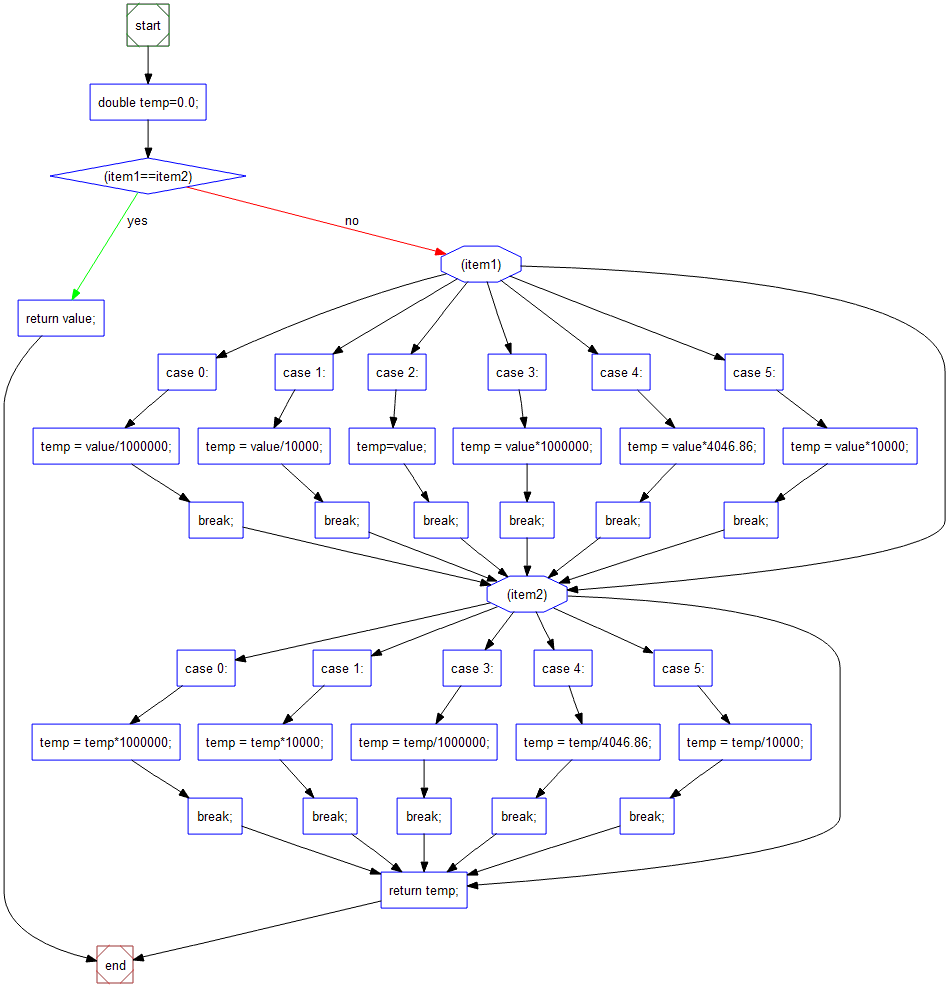 start
double temp=0.0;
(item1==item2)
yes
no
(item1)
return value;
case 0:
case 1:
case 2:
case 3:
case 4:
case 5:
temp = value/1000000;
temp = value/10000;
temp=value;
temp = value*1000000;
temp = value*4046.86;
temp = value*10000;
break;
break;
break;
break;
break;
break;
(item2)
case 0:
case 1:
case 3:
case 4:
case 5:
temp = temp*1000000;
temp = temp*10000;
temp = temp/1000000;
temp = temp/4046.86;
temp = temp/10000;
break;
break;
break;
break;
break;
return temp;
end